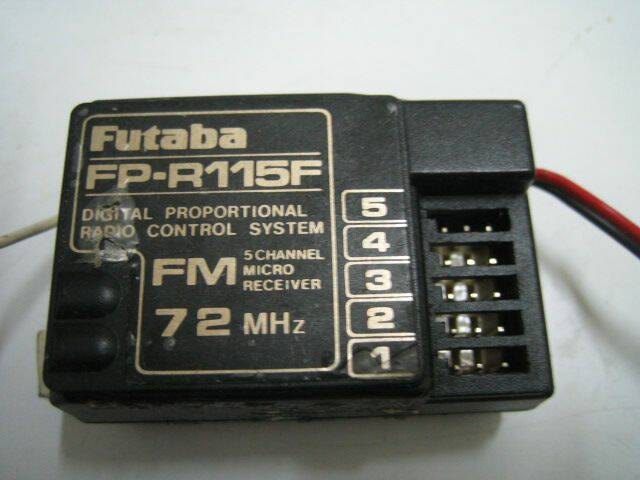 Futaba
FP-R115F
DIGITAL PROPORTIONAL
RADIO CONTROL SYSTEM
FM 5 CHANNEL
MICRO
RECEIVER
72 MHz
5
4
3
2
1